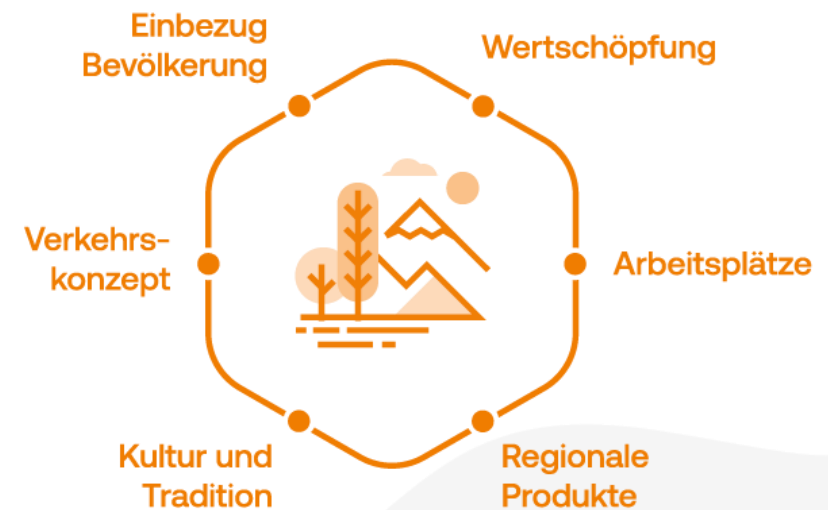 Einbezug
Bevölkerung
Wertschöpfung
Verkehrs-
konzept
Arbeitsplätze
Kultur und
Tradition
Regionale
Produkte